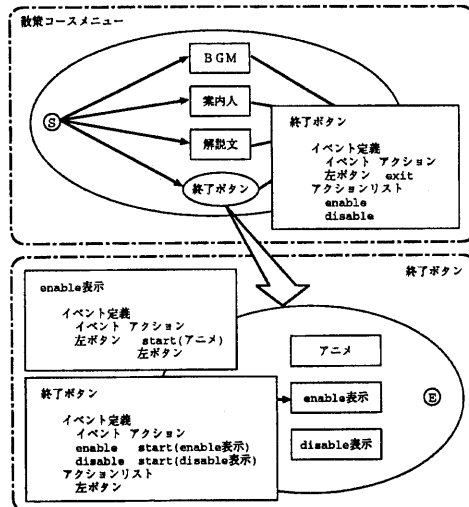 散策コースメニュー
BGM
案内人
解説文
終了ボタン
S
終了ボタン
イベント定義
イベント アクション
左ボタン exit
アクションリスト
enable
disable
終了ボタン
enable表示
イベント定義
イベント アクション
左ボタン start(アニメ)
左ボタン
アニメ
enable表示
disable表示
E
終了ボタン
イベント定義
イベント アクション
enable start(enable表示)
disable start(disable表示)
アクションリスト
左ボタン